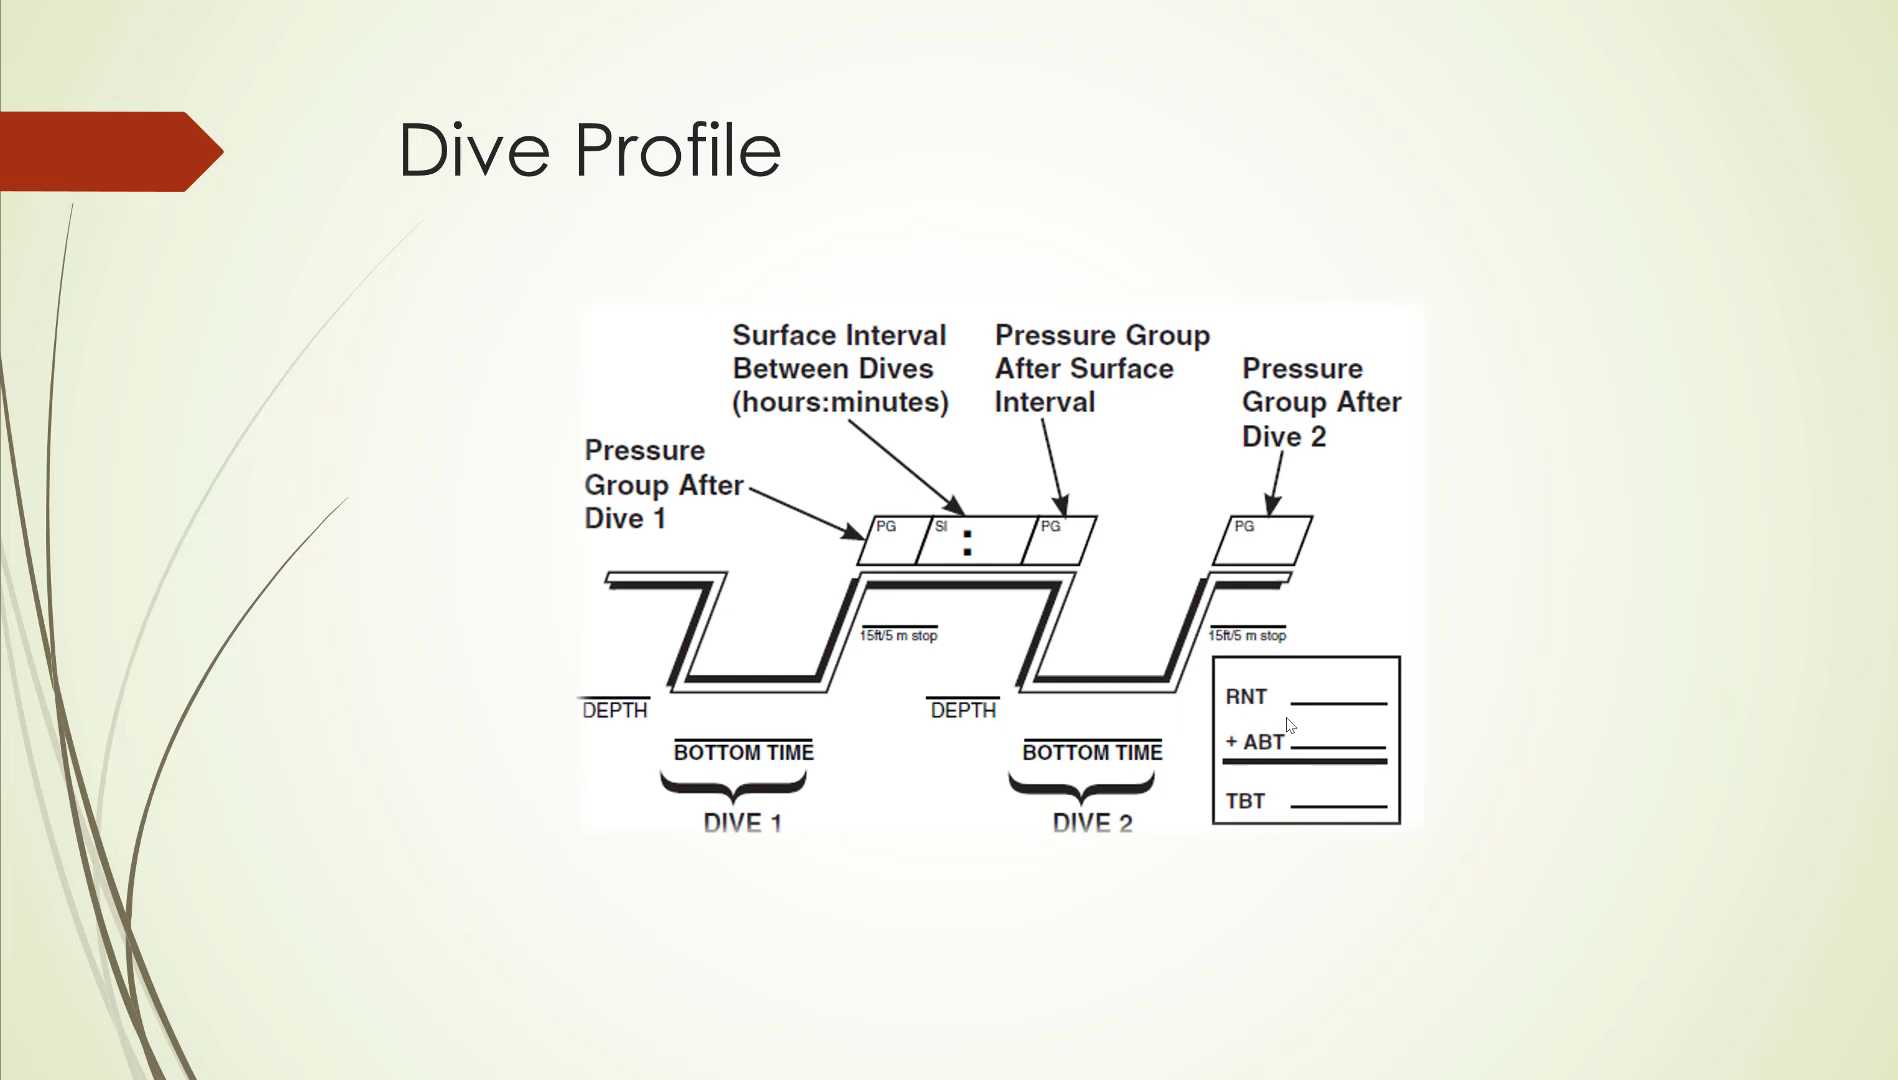 Dive Profile
Surface Interval
Between Dives
(hours:minutes)
Pressure Group
After Surface
Interval
Pressure
Group After
Dive 2
Pressure
Group After
Dive 1
PG
SI
:
PG
PG
15ft/5 m stop
15ft/5 m stop
DEPTH
DEPTH
BOTTOM TIME
BOTTOM TIME
DIVE 1
DIVE 2
RNT
+ ABT
TBT